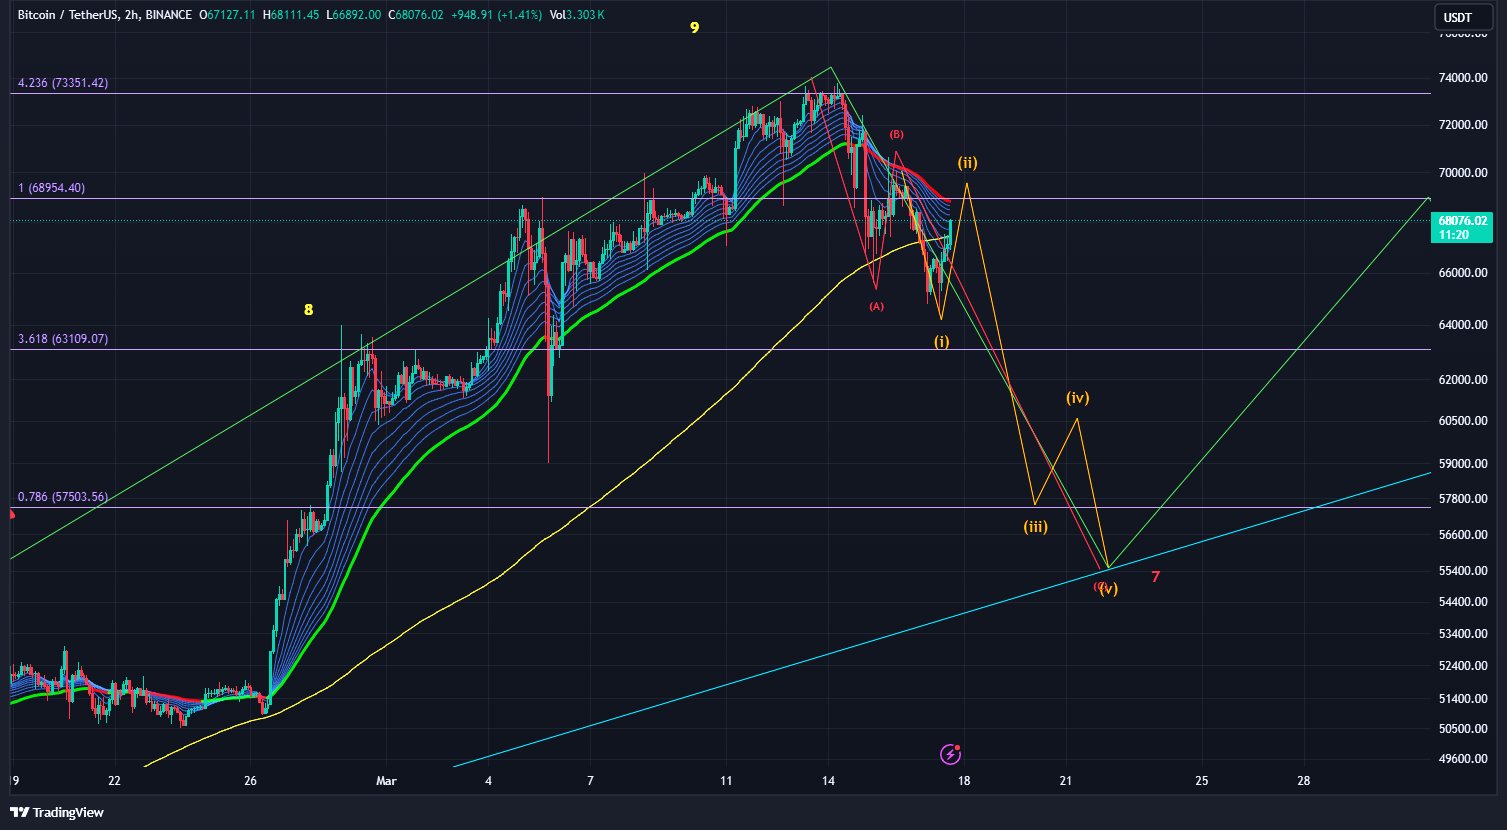 Bitcoin / TetherUS, 2h, BINANCE O67127.11 H68111.45 L66892.00 C68076.02 +948.91 (+1.41%) Vol3.303 K
USDT
9
4.236 (73351.42)
74000.00
72000.00
(B)
(ii)
70000.00
1 (68954.40)
68076.02
11:20
66000.00
8
(A)
64000.00
(i)
3.618 (63109.07)
62000.00
(iv)
60500.00
59000.00
0.786 (57503.56)
57800.00
(iii)
56600.00
55400.00
7
(v)
54400.00
53400.00
52400.00
51400.00
50500.00
49600.00
19 22 26 Mar 4 7 11 14 18 21 25 28
TradingView